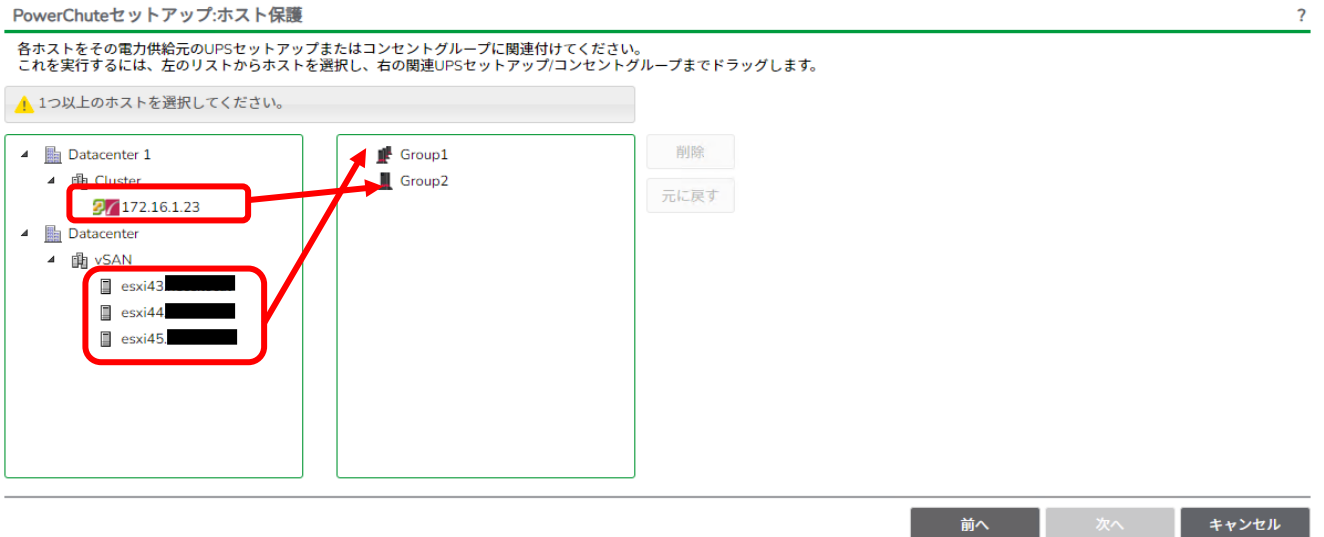 PowerChuteセットアップ:ホスト保護
?
各ホストをその電力供給元のUPSセットアップまたはコンセントグループに関連付けてください。
これを実行するには、左のリストからホストを選択し、右の関連UPSセットアップ/コンセントグループまでドラッグします。
1つ以上のホストを選択してください。
Datacenter 1
Cluster
172.16.1.23
Datacenter
vSAN
esxi43
esxi44
esxi45.
Group1
Group2
削除
元に戻す
前へ
次へ
キャンセル